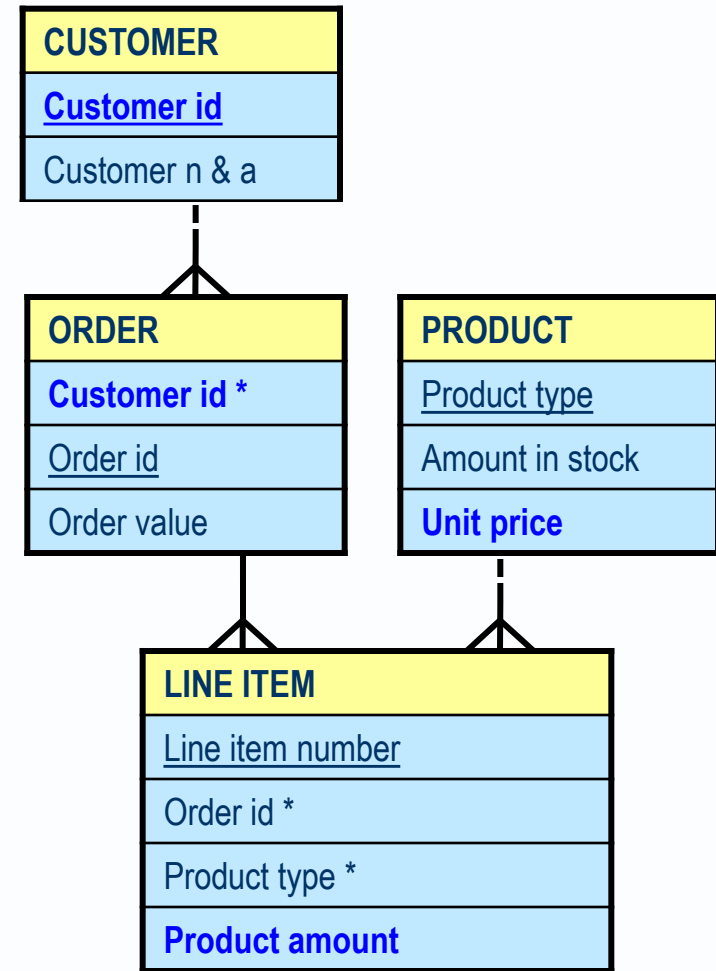 CUSTOMER
Customer id
Customer n & a
ORDER
Customer id *
Order id
Order value
PRODUCT
Product type
Amount in stock
Unit price
LINE ITEM
Line item number
Order id *
Product type *
Product amount